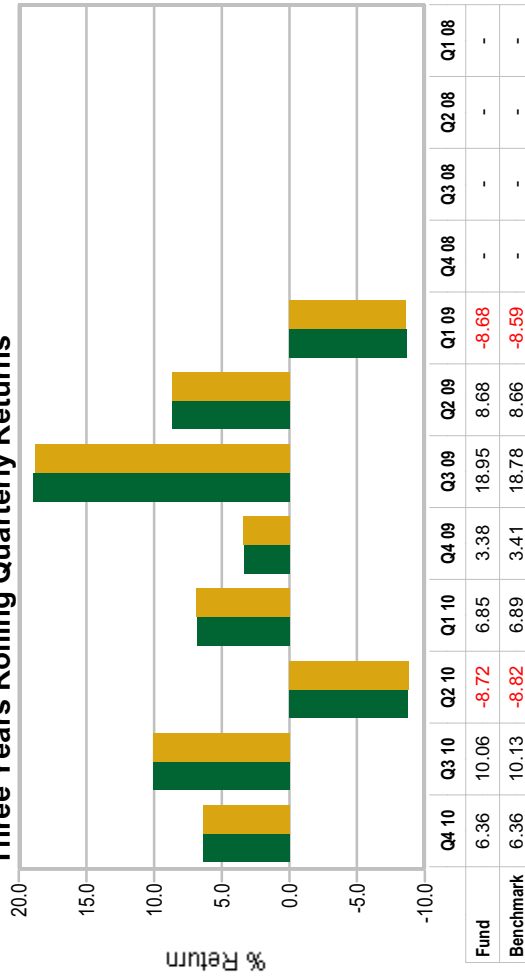 Three Years Rolling Quarterly Returns
20.0
15.0
10.0
5.0
0.0
-5.0
-10.0
% Return
Q4 10 Q3 10 Q2 10 Q1 10 Q4 09 Q3 09 Q2 09 Q1 09 Q4 08 Q3 08 Q2 08 Q1 08
Fund 6.36 10.06 -8.72 6.85 3.38 18.95 8.68 -8.68 - - - -
Benchmark 6.36 10.13 -8.82 6.89 3.41 18.78 8.66 -8.59 - - - -